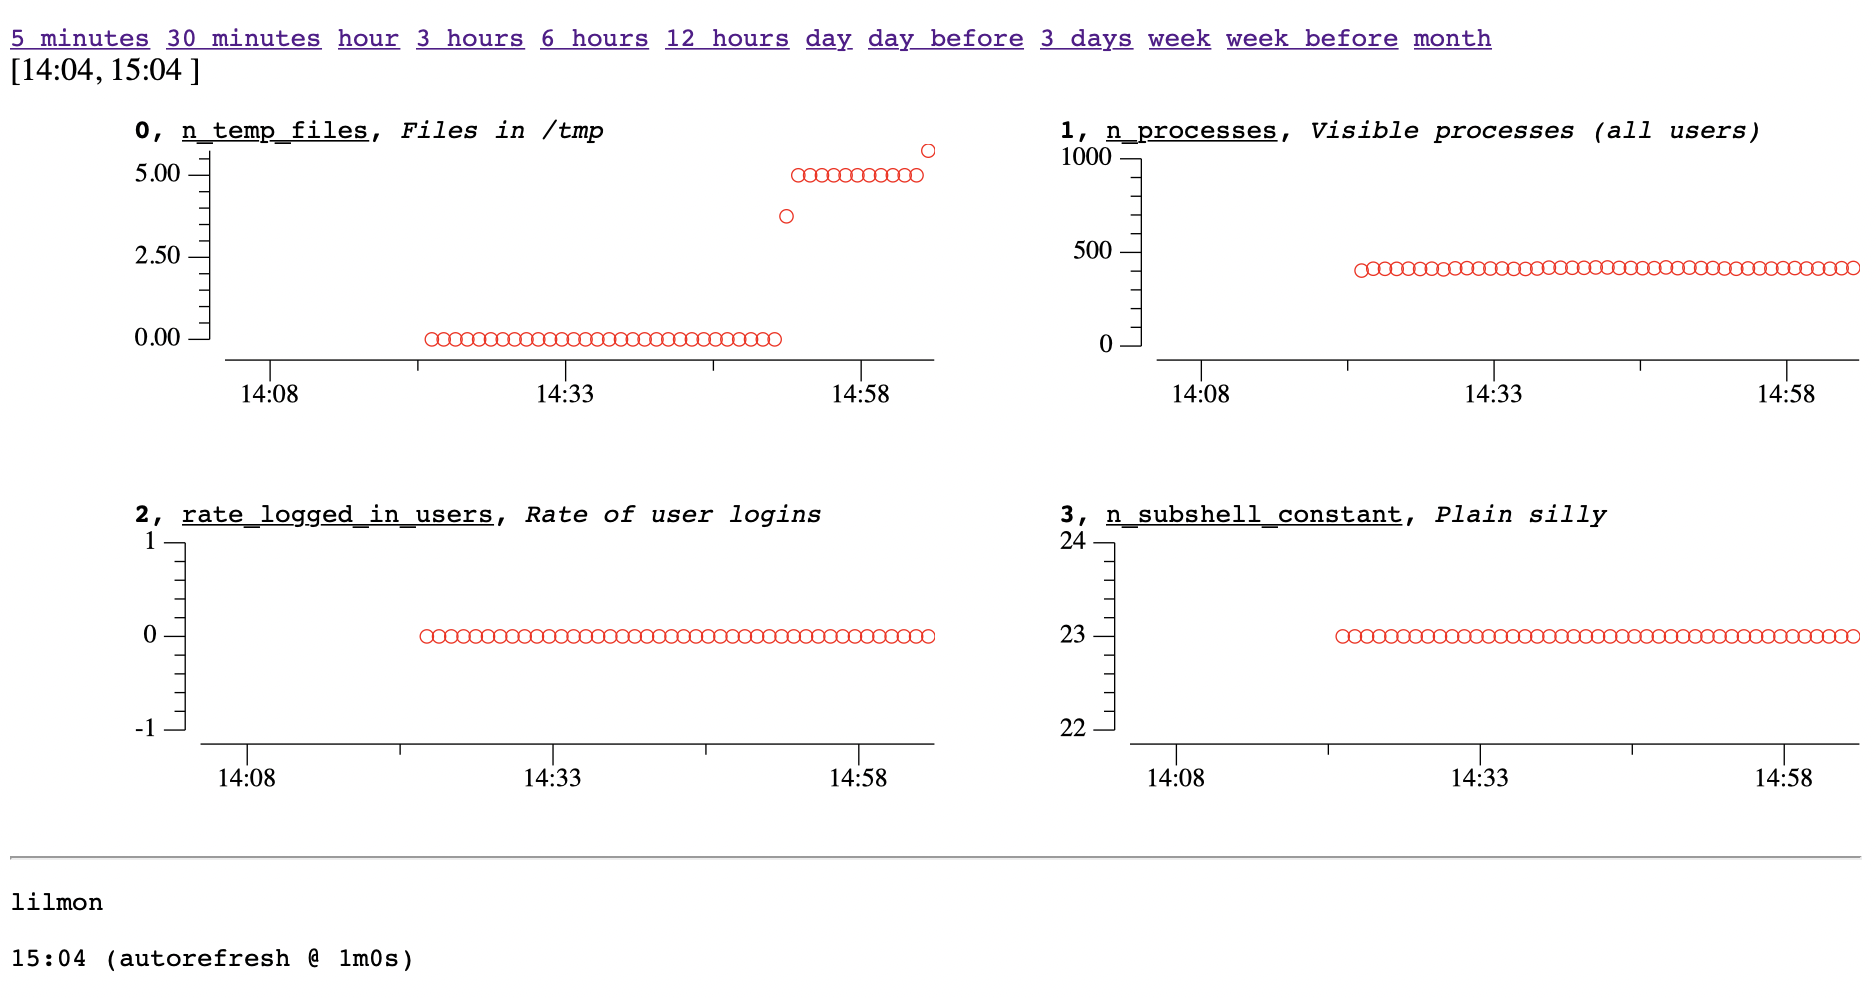 5 minutes 30 minutes hour 3 hours 6 hours 12 hours day day before 3 days week week before month
[14:04, 15:04 ]
0, n_temp_files, Files in /tmp
5.00
2.50
0.00
14:08 14:33 14:58
1, n_processes, Visible processes (all users)
1000
500
0
14:08 14:33 14:58
2, rate_logged_in_users, Rate of user logins
1
0
-1
14:08 14:33 14:58
3, n_subshell_constant, Plain silly
24
23
22
14:08 14:33 14:58
lilmon
15:04 (autorefresh @ 1m0s)